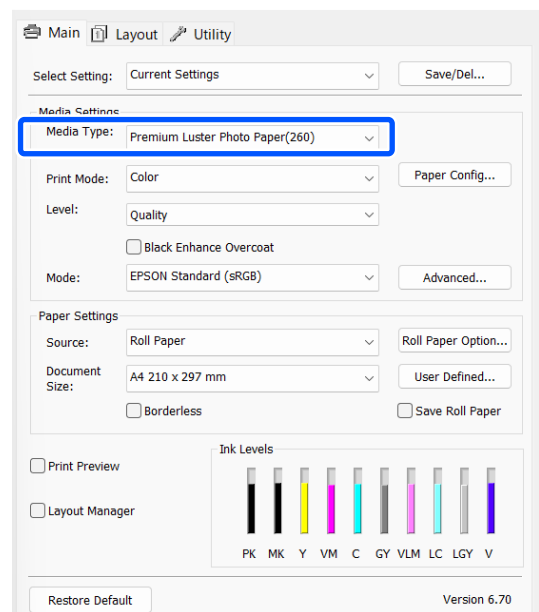 Main Layout Utility
Select Setting: Current Settings Save/Del...
Media Settings
Media Type: Premium Luster Photo Paper(260)
Print Mode: Color Paper Config...
Level: Quality
Black Enhance Overcoat
Mode: EPSON Standard (sRGB) Advanced...
Paper Settings
Source: Roll Paper Roll Paper Option...
Document
Size: A4 210 x 297 mm User Defined...
Borderless Save Roll Paper
Ink Levels
Print Preview
Layout Manager
PK MK Y VM C GY VLM LC LGY V
Restore Default Version 6.70